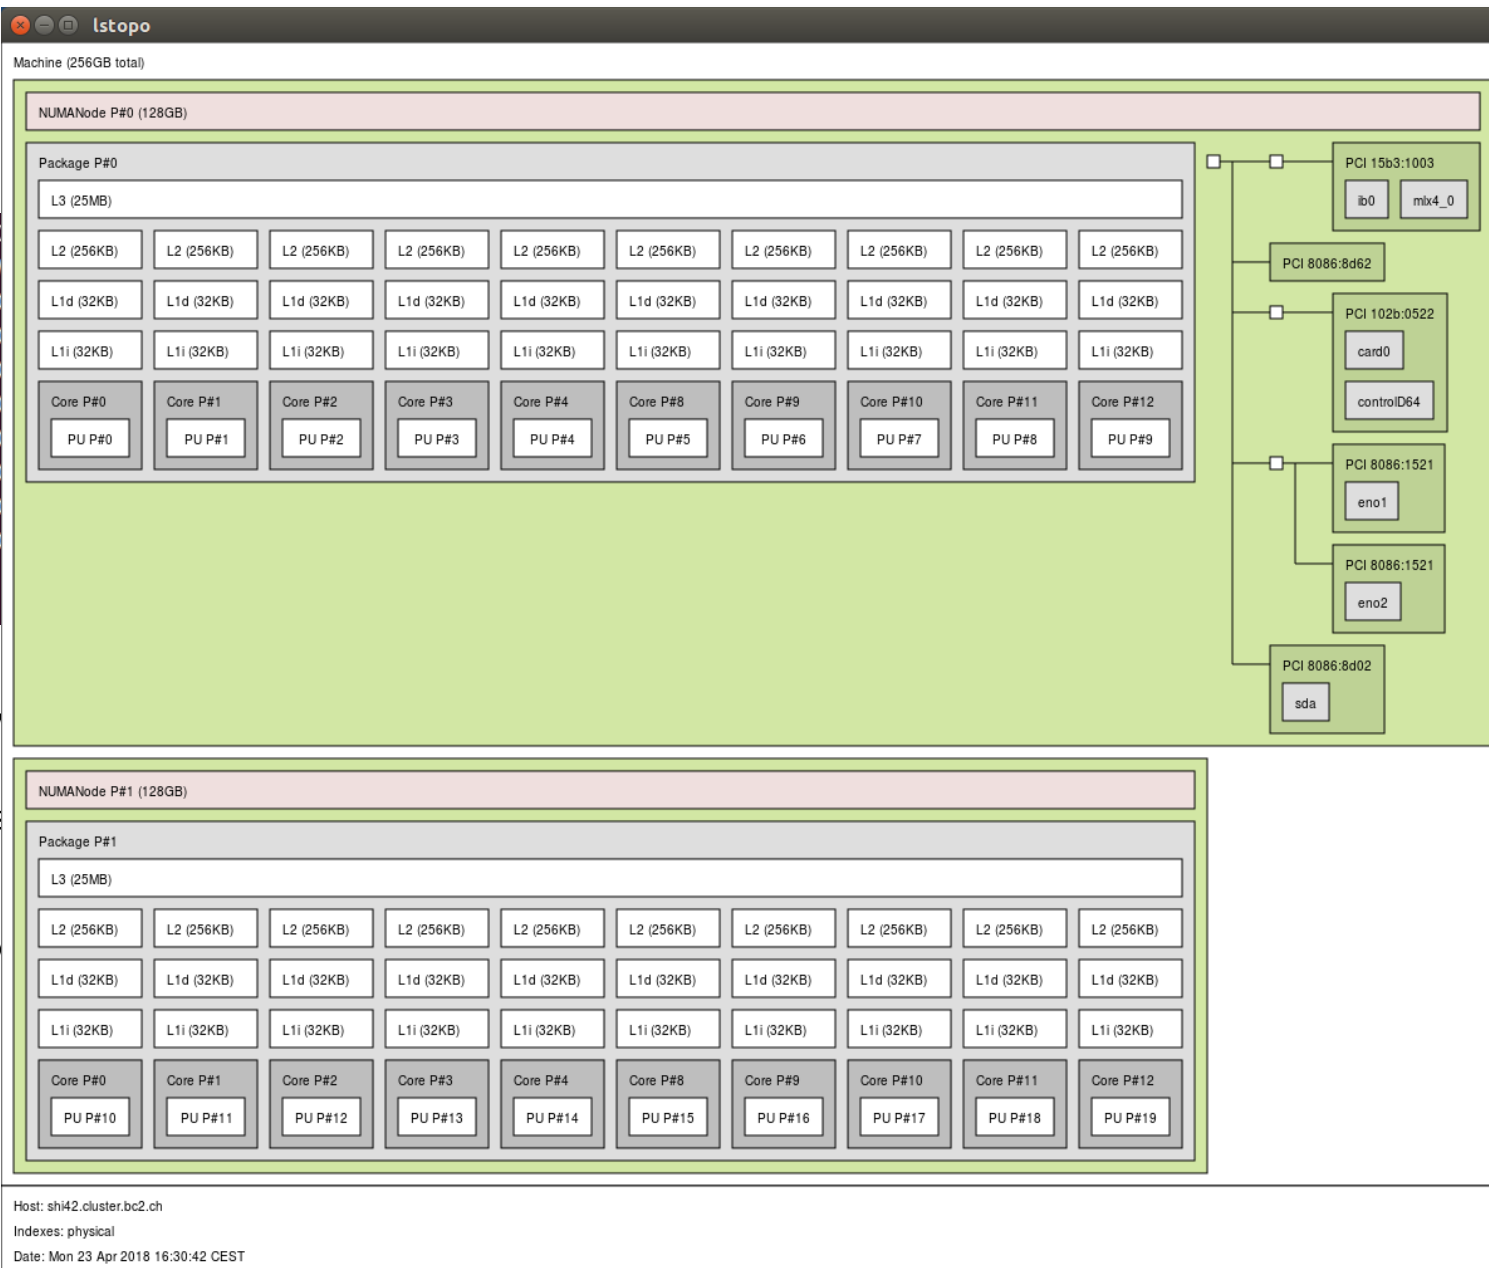 lstopo
Machine (256GB total)
NUMANode P#0 (128GB)
Package P#0
L3 (25MB)
L2 (256KB) L2 (256KB) L2 (256KB) L2 (256KB) L2 (256KB) L2 (256KB) L2 (256KB) L2 (256KB) L2 (256KB) L2 (256KB)
L1d (32KB) L1d (32KB) L1d (32KB) L1d (32KB) L1d (32KB) L1d (32KB) L1d (32KB) L1d (32KB) L1d (32KB) L1d (32KB)
L1i (32KB) L1i (32KB) L1i (32KB) L1i (32KB) L1i (32KB) L1i (32KB) L1i (32KB) L1i (32KB) L1i (32KB) L1i (32KB)
Core P#0 Core P#1 Core P#2 Core P#3 Core P#4 Core P#8 Core P#9 Core P#10 Core P#11 Core P#12
PU P#0 PU P#1 PU P#2 PU P#3 PU P#4 PU P#5 PU P#6 PU P#7 PU P#8 PU P#9
PCI 15b3:1003
ib0 mlx4_0
PCI 8086:8d62
PCI 102b:0522
card0
controlD64
PCI 8086:1521
eno1
PCI 8086:1521
eno2
PCI 8086:8d02
sda
NUMANode P#1 (128GB)
Package P#1
L3 (25MB)
L2 (256KB) L2 (256KB) L2 (256KB) L2 (256KB) L2 (256KB) L2 (256KB) L2 (256KB) L2 (256KB) L2 (256KB) L2 (256KB)
L1d (32KB) L1d (32KB) L1d (32KB) L1d (32KB) L1d (32KB) L1d (32KB) L1d (32KB) L1d (32KB) L1d (32KB) L1d (32KB)
L1i (32KB) L1i (32KB) L1i (32KB) L1i (32KB) L1i (32KB) L1i (32KB) L1i (32KB) L1i (32KB) L1i (32KB) L1i (32KB)
Core P#0 Core P#1 Core P#2 Core P#3 Core P#4 Core P#8 Core P#9 Core P#10 Core P#11 Core P#12
PU P#10 PU P#11 PU P#12 PU P#13 PU P#14 PU P#15 PU P#16 PU P#17 PU P#18 PU P#19
Host: shi42.cluster.bc2.ch
Indexes: physical
Date: Mon 23 Apr 2018 16:30:42 CEST